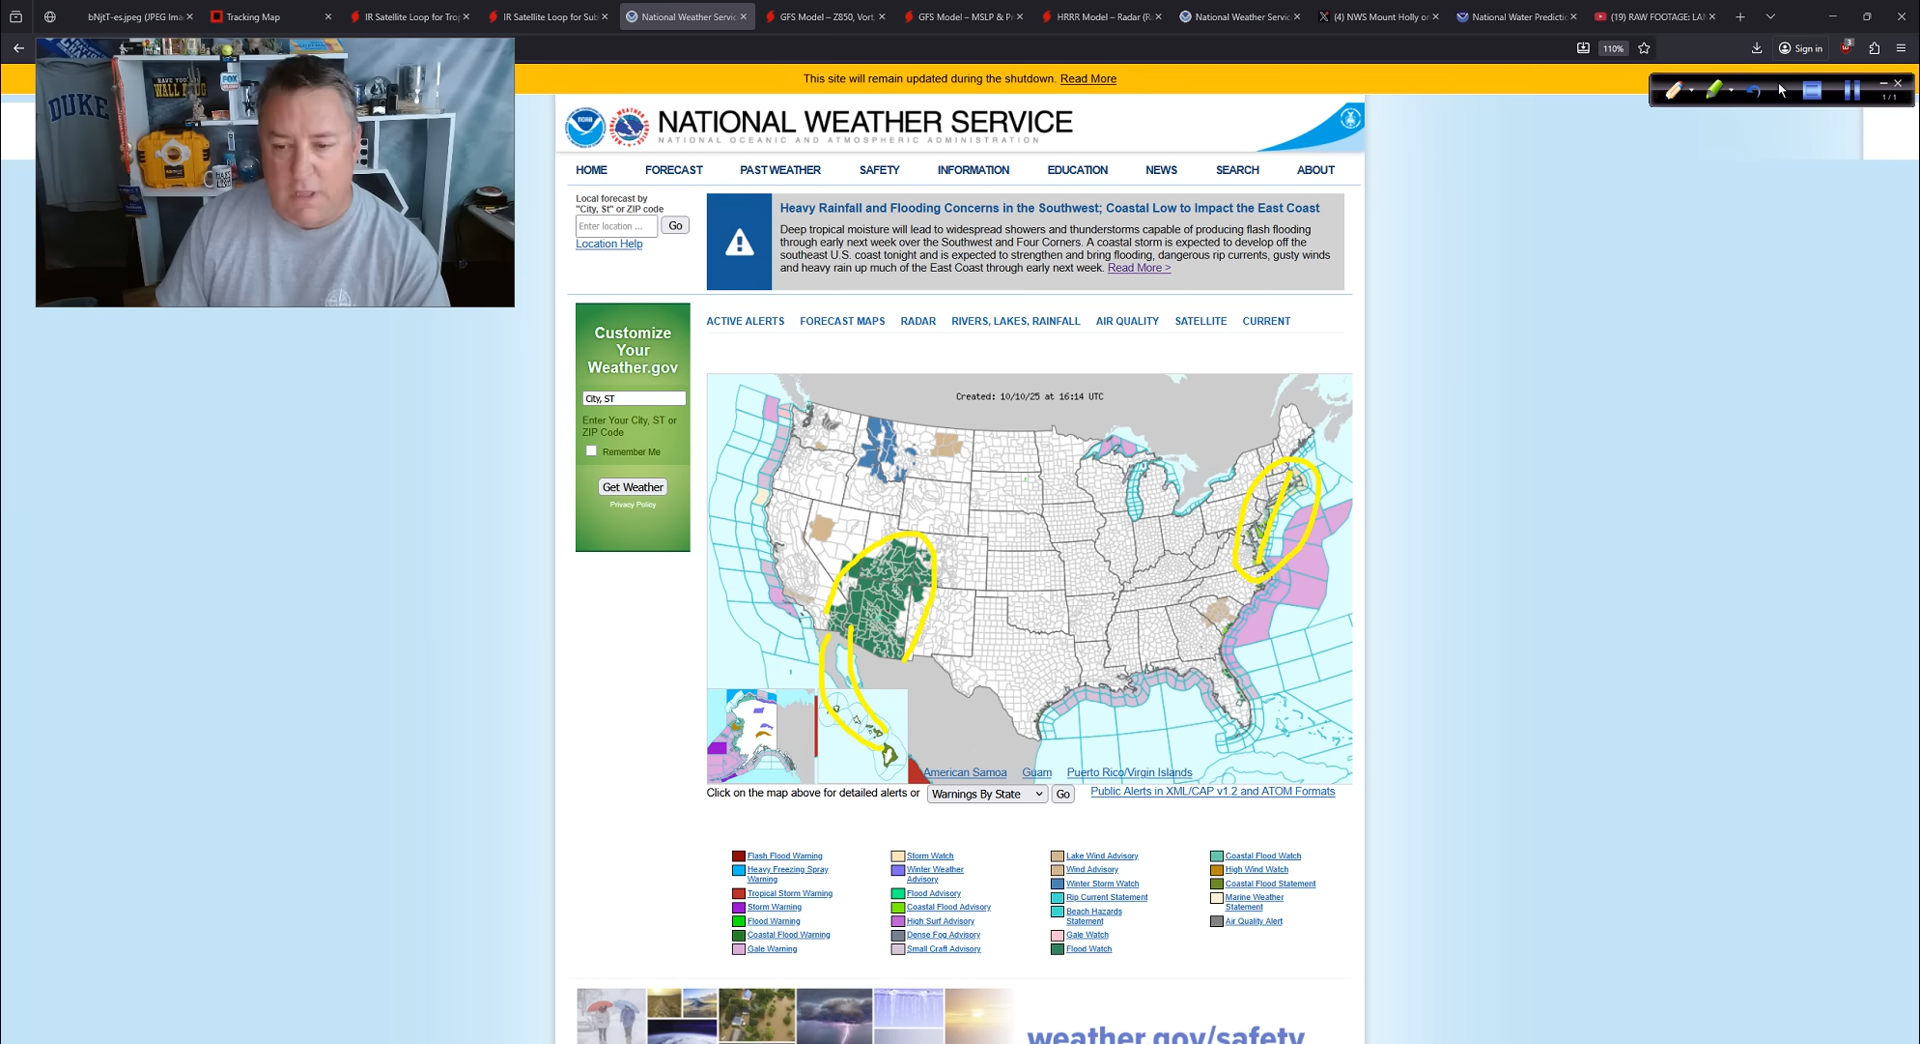 bNjtT-es.jpeg (JPEG Ima
Tracking Map
IR Satellite Loop for Tro
IR Satellite Loop for Sub
National Weather Servic
GFS Model – Z850, Vort,
GFS Model – MSLP & P
HRRR Model – Radar (R
National Weather Servic
(4) NWS Mount Holly o
National Water Predicti
(19) RAW FOOTAGE: LA
110%
Sign in
3
This site will remain updated during the shutdown. Read More
1/1
DUKE
FOX
NATIONAL WEATHER SERVICE
NATIONAL OCEANIC AND ATMOSPHERIC ADMINISTRATION
HOME FORECAST PAST WEATHER SAFETY INFORMATION EDUCATION NEWS SEARCH ABOUT
Local forecast by
"City, St" or ZIP code
Enter location ...
Go
Location Help
Heavy Rainfall and Flooding Concerns in the Southwest; Coastal Low to Impact the East Coast
Deep tropical moisture will lead to widespread showers and thunderstorms capable of producing flash flooding
through early next week over the Southwest and Four Corners. A coastal storm is expected to develop off the
southeast U.S. coast tonight and is expected to strengthen and bring flooding, dangerous rip currents, gusty winds
and heavy rain up much of the East Coast through early next week. Read More >
Customize
Your
Weather.gov
City, ST
Enter Your City, ST or
ZIP Code
Remember Me
Get Weather
Privacy Policy
ACTIVE ALERTS FORECAST MAPS RADAR RIVERS, LAKES, RAINFALL AIR QUALITY SATELLITE CURRENT
Created: 10/10/25 at 16:14 UTC
American Samoa Guam Puerto Rico/Virgin Islands
Click on the map above for detailed alerts or Warnings By State Go Public Alerts in XML/CAP v1.2 and ATOM Formats
Flash Flood Warning
Heavy Freezing Spray
Warning
Tropical Storm Warning
Storm Warning
Flood Warning
Coastal Flood Warning
Gale Warning
Storm Watch
Winter Weather
Advisory
Flood Advisory
Coastal Flood Advisory
High Surf Advisory
Dense Fog Advisory
Small Craft Advisory
Lake Wind Advisory
Wind Advisory
Winter Storm Watch
Rip Current Statement
Beach Hazards
Statement
Gale Watch
Flood Watch
Coastal Flood Watch
High Wind Watch
Coastal Flood Statement
Marine Weather
Statement
Air Quality Alert
weather.gov/safety